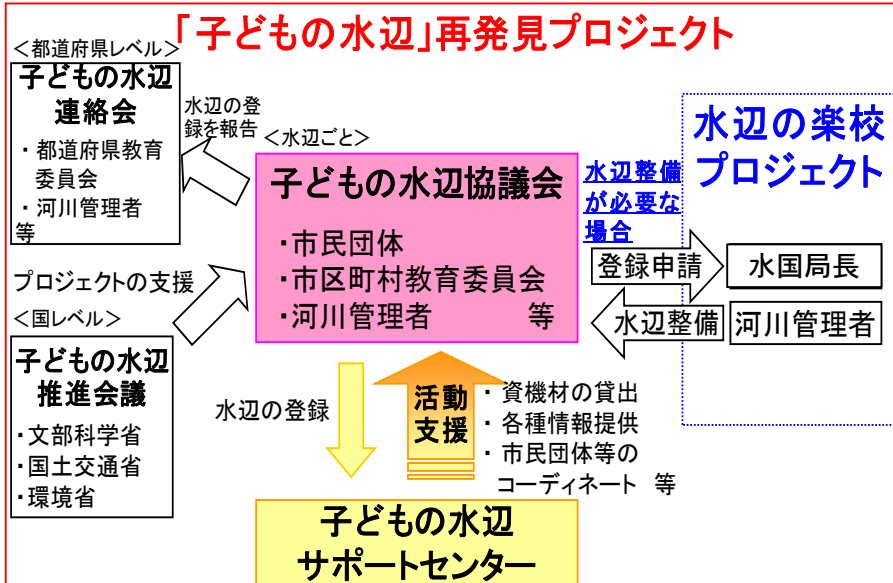 「子どもの水辺」再発見プロジェクト
＜都道府県レベル＞
子どもの水辺
連絡会
・都道府県教育
委員会
・河川管理者
等
水辺の登
録を報告
＜水辺ごと＞
子どもの水辺協議会
・市民団体
・市区町村教育委員会
・河川管理者　等
水辺整備
が必要な
場合
水辺の楽校
プロジェクト
登録申請
水国局長
水辺整備
河川管理者
プロジェクトの支援
＜国レベル＞
子どもの水辺
推進会議
・文部科学省
・国土交通省
・環境省
水辺の登録
活動
支援
・資機材の貸出
・各種情報提供
・市民団体等の
コーディネート　等
子どもの水辺
サポートセンター